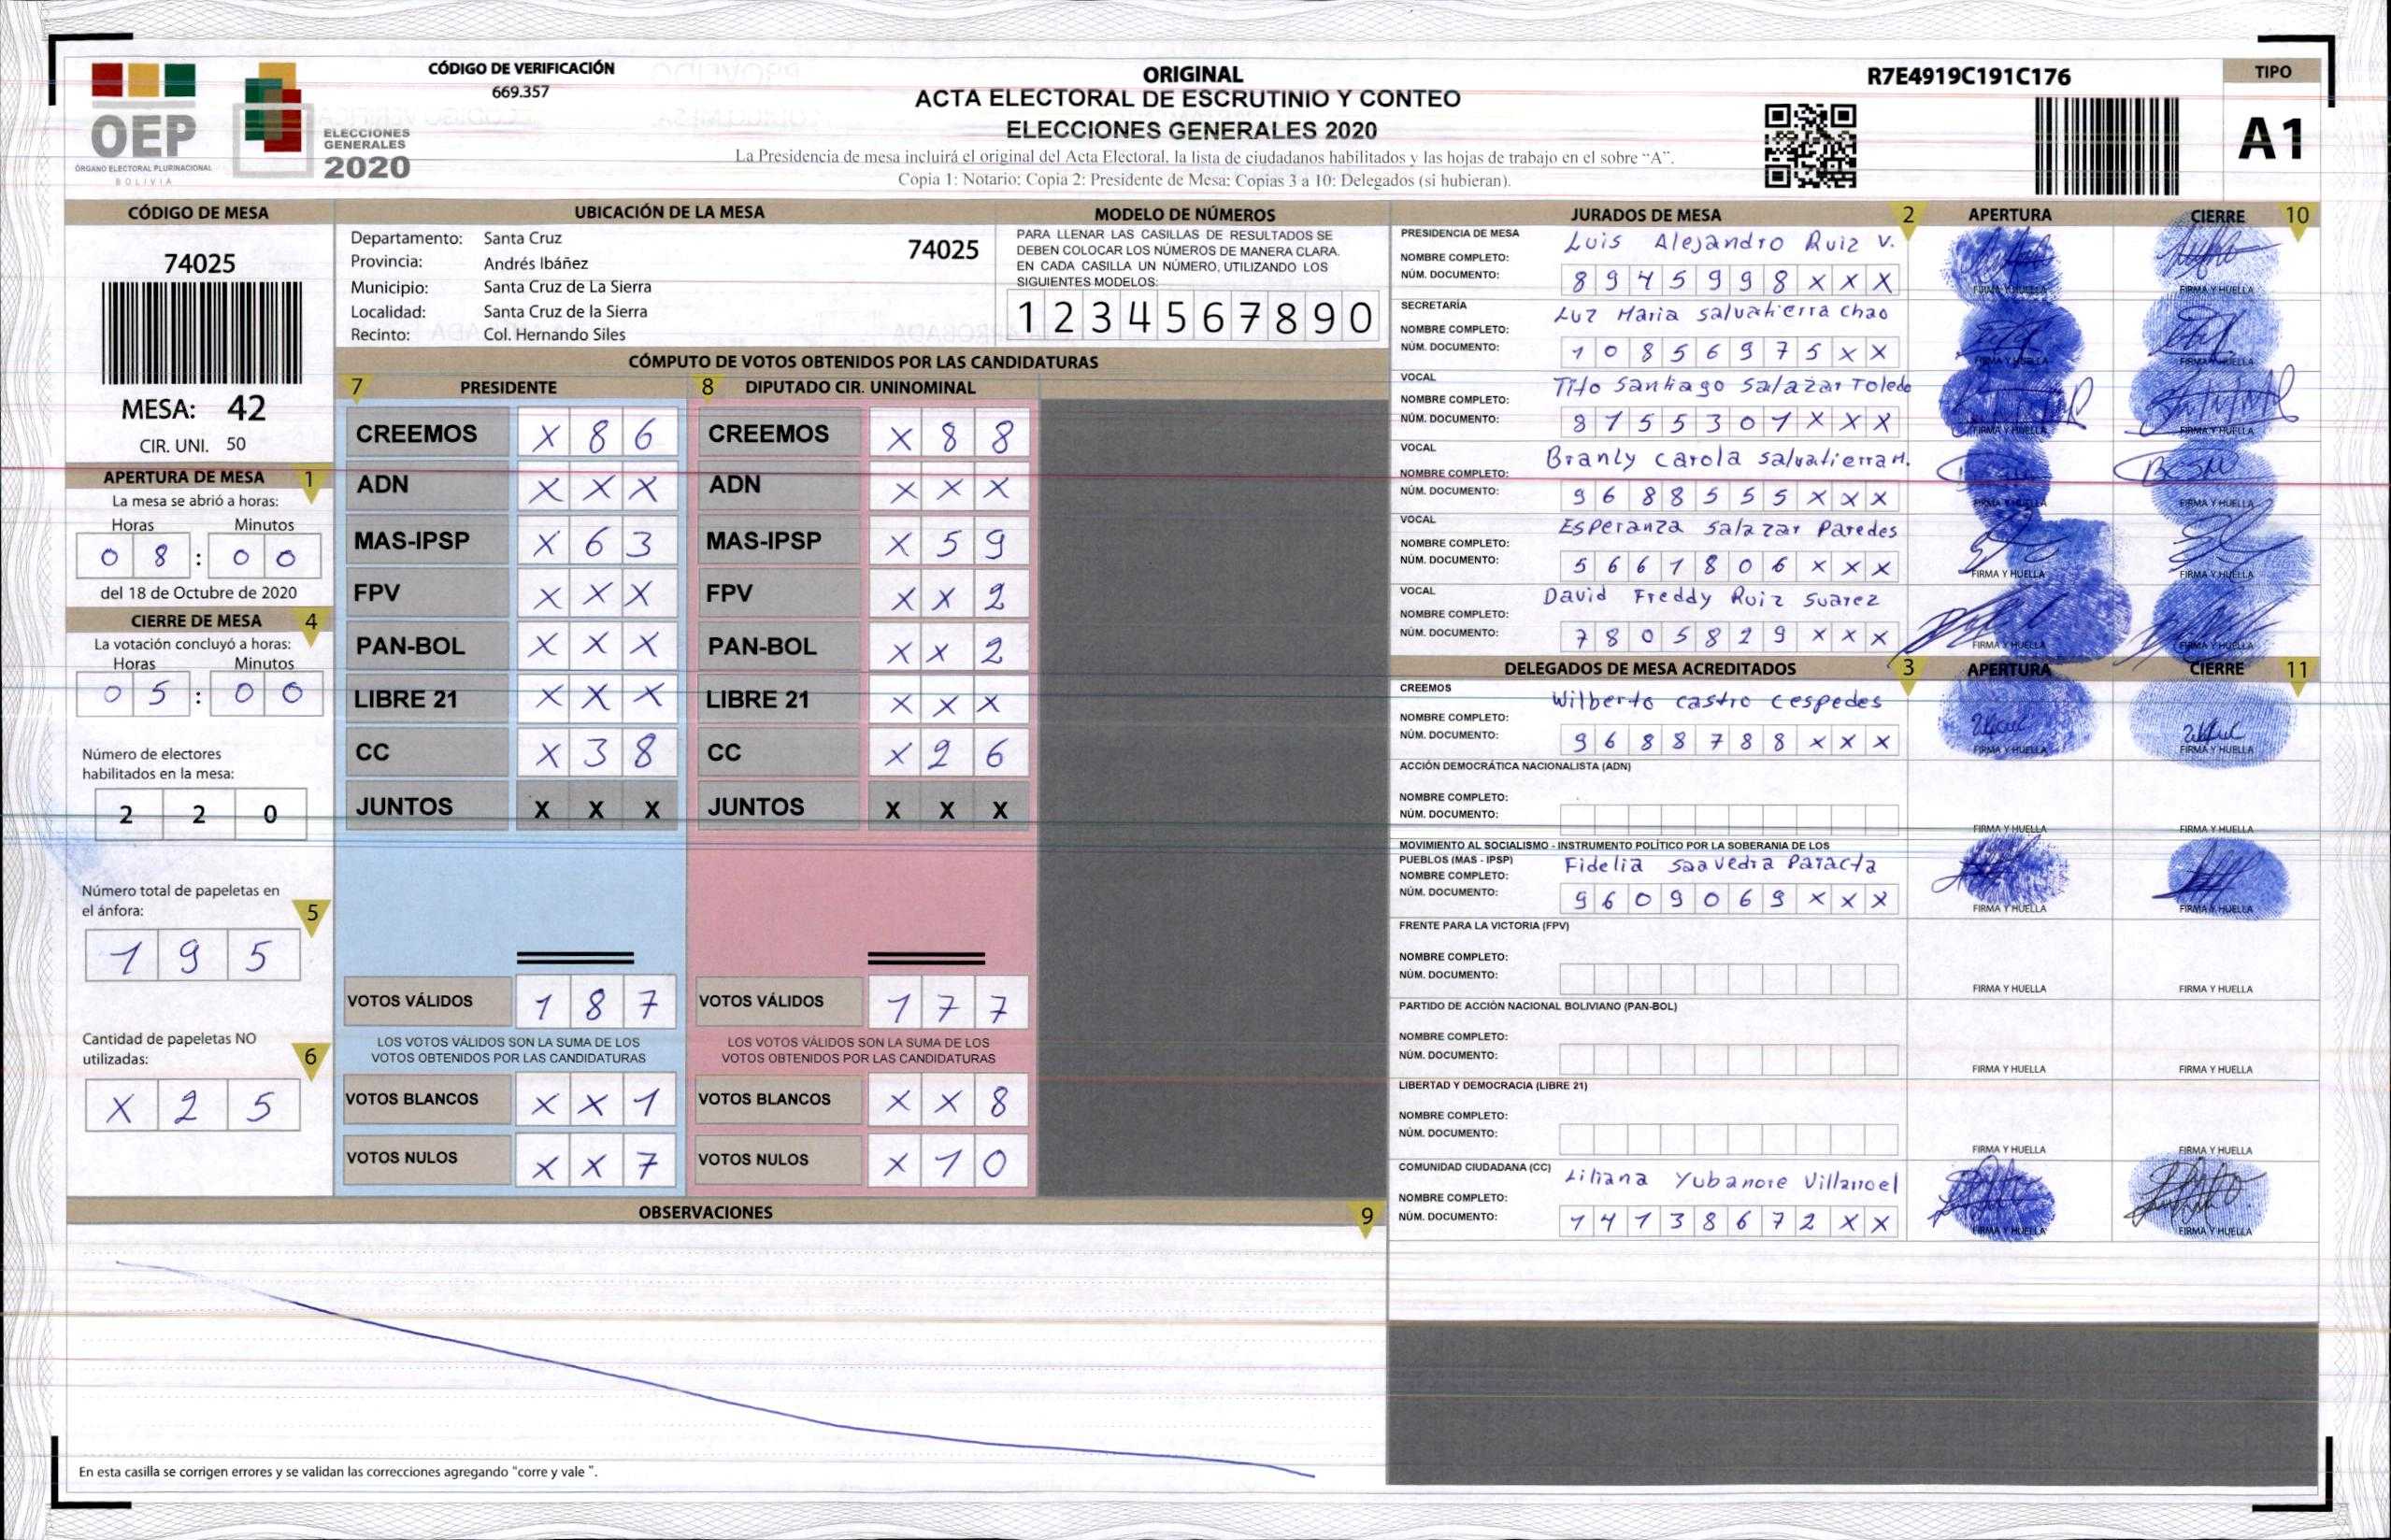 OEP
ÓRGANO ELECTORAL PLURINACIONAL
BOLIVIA
ELECCIONES
GENERALES
2020
CÓDIGO DE VERIFICACIÓN
669.357
ORIGINAL
ACTA ELECTORAL DE ESCRUTINIO Y CONTEO
ELECCIONES GENERALES 2020
La Presidencia de mesa incluirá el original del Acta Electoral, la lista de ciudadanos habilitados y las hojas de trabajo en el sobre “A”.
Copia 1: Notario: Copia 2: Presidente de Mesa: Copias 3 a 10: Delegados (si hubieran).
R7E4919C191C176
TIPO
A1
CÓDIGO DE MESA
74025
MESA: 42
CIR. UNI. 50
APERTURA DE MESA 1
La mesa se abrió a horas:
Horas Minutos
0 8 : 0 0
del 18 de Octubre de 2020
CIERRE DE MESA 4
La votación concluyó a horas:
Horas Minutos
0 5 : 0 0
Número de electores
habilitados en la mesa:
2 2 0
Número total de papeletas en
el ánfora: 5
1 9 5
Cantidad de papeletas NO
utilizadas: 6
X 2 5
UBICACIÓN DE LA MESA
Departamento: Santa Cruz 74025
Provincia: Andrés Ibáñez
Municipio: Santa Cruz de La Sierra
Localidad: Santa Cruz de la Sierra
Recinto: Col. Hernando Siles
MODELO DE NÚMEROS
PARA LLENAR LAS CASILLAS DE RESULTADOS SE
DEBEN COLOCAR LOS NÚMEROS DE MANERA CLARA.
EN CADA CASILLA UN NÚMERO, UTILIZANDO LOS
SIGUIENTES MODELOS:
1 2 3 4 5 6 7 8 9 0
CÓMPUTO DE VOTOS OBTENIDOS POR LAS CANDIDATURAS
7 PRESIDENTE 8 DIPUTADO CIR. UNINOMINAL
CREEMOS X 8 6 CREEMOS X 8 8
ADN X X X ADN X X X
MAS-IPSP X 6 3 MAS-IPSP X 5 9
FPV X X X FPV X X 2
PAN-BOL X X X PAN-BOL X X 2
LIBRE 21 X X X LIBRE 21 X X X
CC X 3 8 CC X 2 6
JUNTOS X X X JUNTOS X X X
VOTOS VÁLIDOS 1 8 7 VOTOS VÁLIDOS 1 7 7
LOS VOTOS VÁLIDOS SON LA SUMA DE LOS LOS VOTOS VÁLIDOS SON LA SUMA DE LOS
VOTOS OBTENIDOS POR LAS CANDIDATURAS VOTOS OBTENIDOS POR LAS CANDIDATURAS
VOTOS BLANCOS X X 1 VOTOS BLANCOS X X 8
VOTOS NULOS X X 7 VOTOS NULOS X 1 0
OBSERVACIONES 9
En esta casilla se corrigen errores y se validan las correcciones agregando “corre y vale ”.
JURADOS DE MESA 2 APERTURA CIERRE 10
PRESIDENCIA DE MESA
NOMBRE COMPLETO: Luis Alejandro Ruiz V.
NÚM. DOCUMENTO: 8 9 4 5 9 9 8 X X X FIRMA Y HUELLA FIRMA Y HUELLA
SECRETARÍA
NOMBRE COMPLETO: Luz Maria Salvatierra Chao
NÚM. DOCUMENTO: 1 0 8 5 6 9 7 5 X X FIRMA Y HUELLA FIRMA Y HUELLA
VOCAL
NOMBRE COMPLETO: Tito Santiago Salazar Toledo
NÚM. DOCUMENTO: 8 1 5 5 3 0 1 X X X FIRMA Y HUELLA FIRMA Y HUELLA
VOCAL
NOMBRE COMPLETO: Branly Carola Salvatierra M.
NÚM. DOCUMENTO: 9 6 8 8 5 5 5 X X X FIRMA Y HUELLA FIRMA Y HUELLA
VOCAL
NOMBRE COMPLETO: Esperanza Salazar Paredes
NÚM. DOCUMENTO: 5 6 6 1 8 0 6 X X X FIRMA Y HUELLA FIRMA Y HUELLA
VOCAL
NOMBRE COMPLETO: David Freddy Ruiz Suarez
NÚM. DOCUMENTO: 7 8 0 5 8 2 9 X X X FIRMA Y HUELLA FIRMA Y HUELLA
DELEGADOS DE MESA ACREDITADOS 3 APERTURA CIERRE 11
CREEMOS
NOMBRE COMPLETO: Wilberto Castro Cespedes
NÚM. DOCUMENTO: 9 6 8 8 7 8 8 X X X FIRMA Y HUELLA FIRMA Y HUELLA
ACCIÓN DEMOCRÁTICA NACIONALISTA (ADN)
NOMBRE COMPLETO:
NÚM. DOCUMENTO: FIRMA Y HUELLA FIRMA Y HUELLA
MOVIMIENTO AL SOCIALISMO - INSTRUMENTO POLÍTICO POR LA SOBERANIA DE LOS
PUEBLOS (MAS - IPSP)
NOMBRE COMPLETO: Fidelia Saavedra Paracta
NÚM. DOCUMENTO: 9 6 0 9 0 6 9 X X X FIRMA Y HUELLA FIRMA Y HUELLA
FRENTE PARA LA VICTORIA (FPV)
NOMBRE COMPLETO:
NÚM. DOCUMENTO: FIRMA Y HUELLA FIRMA Y HUELLA
PARTIDO DE ACCIÓN NACIONAL BOLIVIANO (PAN-BOL)
NOMBRE COMPLETO:
NÚM. DOCUMENTO: FIRMA Y HUELLA FIRMA Y HUELLA
LIBERTAD Y DEMOCRACIA (LIBRE 21)
NOMBRE COMPLETO:
NÚM. DOCUMENTO: FIRMA Y HUELLA FIRMA Y HUELLA
COMUNIDAD CIUDADANA (CC)
NOMBRE COMPLETO: Liliana Yubanore Villarroel
NÚM. DOCUMENTO: 1 4 1 3 8 6 7 2 X X FIRMA Y HUELLA FIRMA Y HUELLA